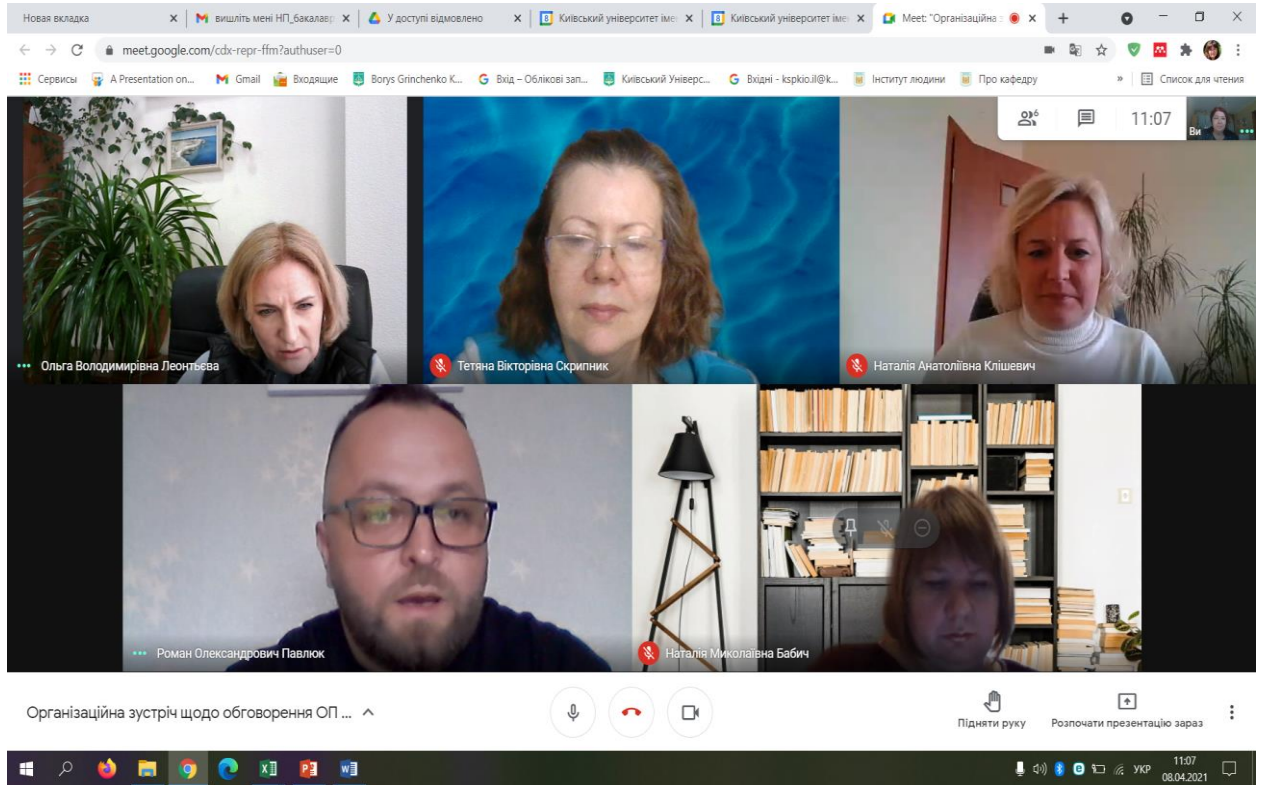 Новая вкладка
вишліть мені НП_бакалавр
У доступі відмовлено
Київський університет імен
Київський університет імен
Meet: "Організаційна з
meet.google.com/cdx-repr-ffm?authuser=0
Сервисы
A Presentation on...
Gmail
Входящие
Borys Grinchenko K...
Вхід – Облікові зап...
Київський Універс...
Вхідні - kspkio.il@k...
Інститут людини
Про кафедру
»
Список для чтения
6
11:07
Ви
Ольга Володимирівна Леонтьєва
Тетяна Вікторівна Скрипник
Наталія Анатоліївна Клішевич
Роман Олександрович Павлюк
Наталія Миколаївна Бабич
Організаційна зустріч щодо обговорення ОП ...
Підняти руку
Розпочати презентацію зараз
УКР
11:07
08.04.2021